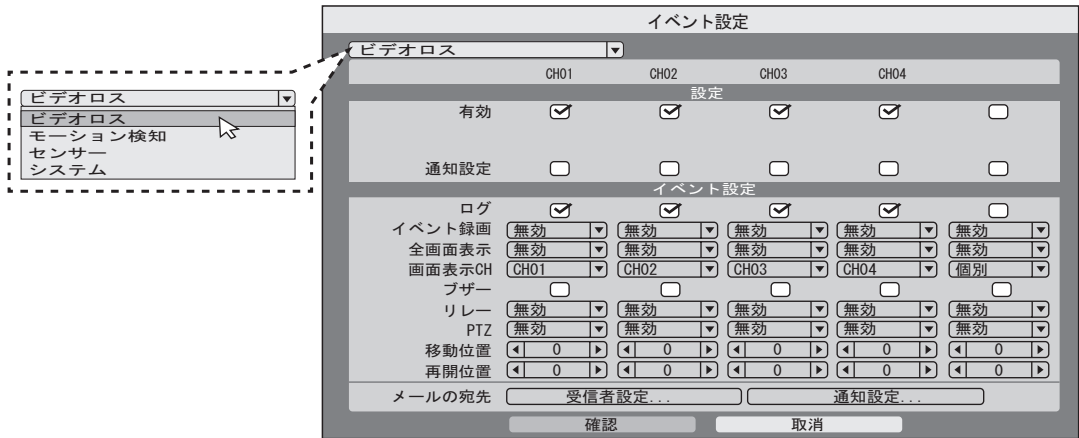 イベント設定
ビデオロス
ビデオロス
ビデオロス
モーション検知
センサー
システム
CH01 CH02 CH03 CH04
設定
有効
通知設定
イベント設定
ログ
イベント録画 無効 無効 無効 無効 無効
全画面表示 無効 無効 無効 無効 無効
画面表示CH CH01 CH02 CH03 CH04 個別
ブザー
リレー 無効 無効 無効 無効 無効
PTZ 無効 無効 無効 無効 無効
移動位置 0 0 0 0 0
再開位置 0 0 0 0 0
メールの宛先 受信者設定... 通知設定...
確認 取消